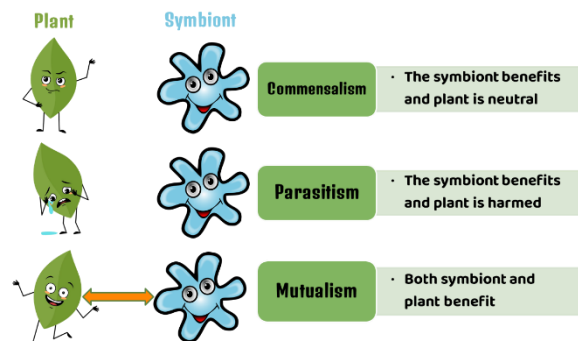 Plant
Symbiont
Commensalism
· The symbiont benefits
and plant is neutral
Parasitism
· The symbiont benefits
and plant is harmed
Mutualism
· Both symbiont and
plant benefit